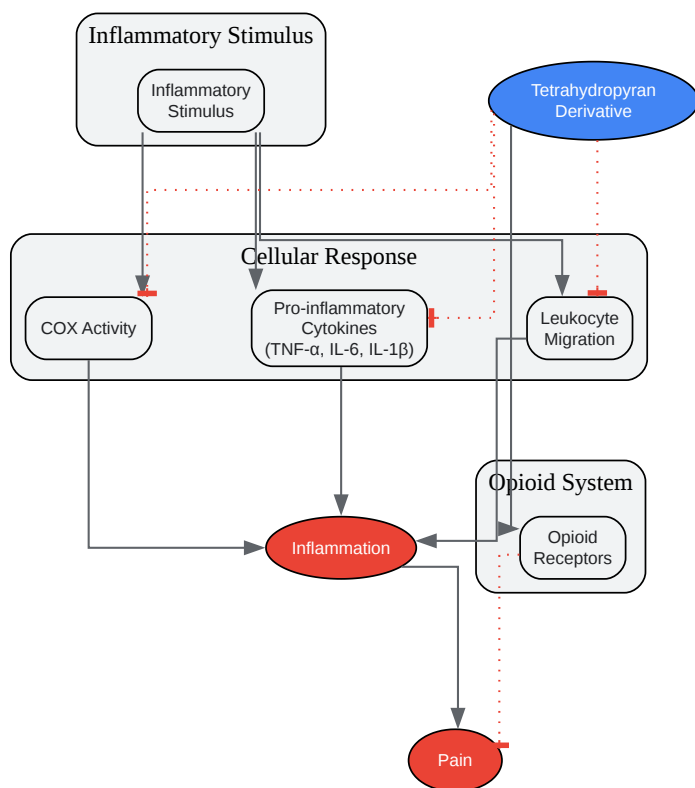 Inflammatory Stimulus
Inflammatory
Stimulus
Tetrahydropyran
Derivative
Cellular Response
COX Activity
Pro-inflammatory
Cytokines
(TNF-α, IL-6, IL-1β)
Leukocyte
Migration
Opioid System
Opioid
Receptors
Inflammation
Pain